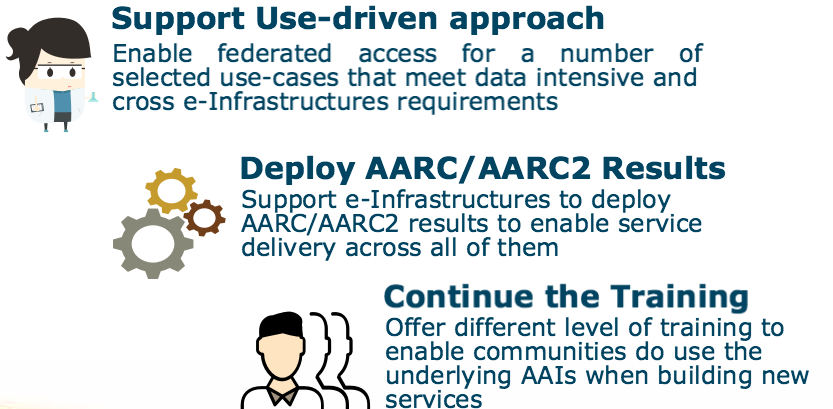 Support Use-driven approach
Enable federated access for a number of
selected use-cases that meet data intensive and
cross e-Infrastructures requirements
Deploy AARC/AARC2 Results
Support e-Infrastructures to deploy
AARC/AARC2 results to enable service
delivery across all of them
Continue the Training
Offer different level of training to
enable communities do use the
underlying AAIs when building new
services